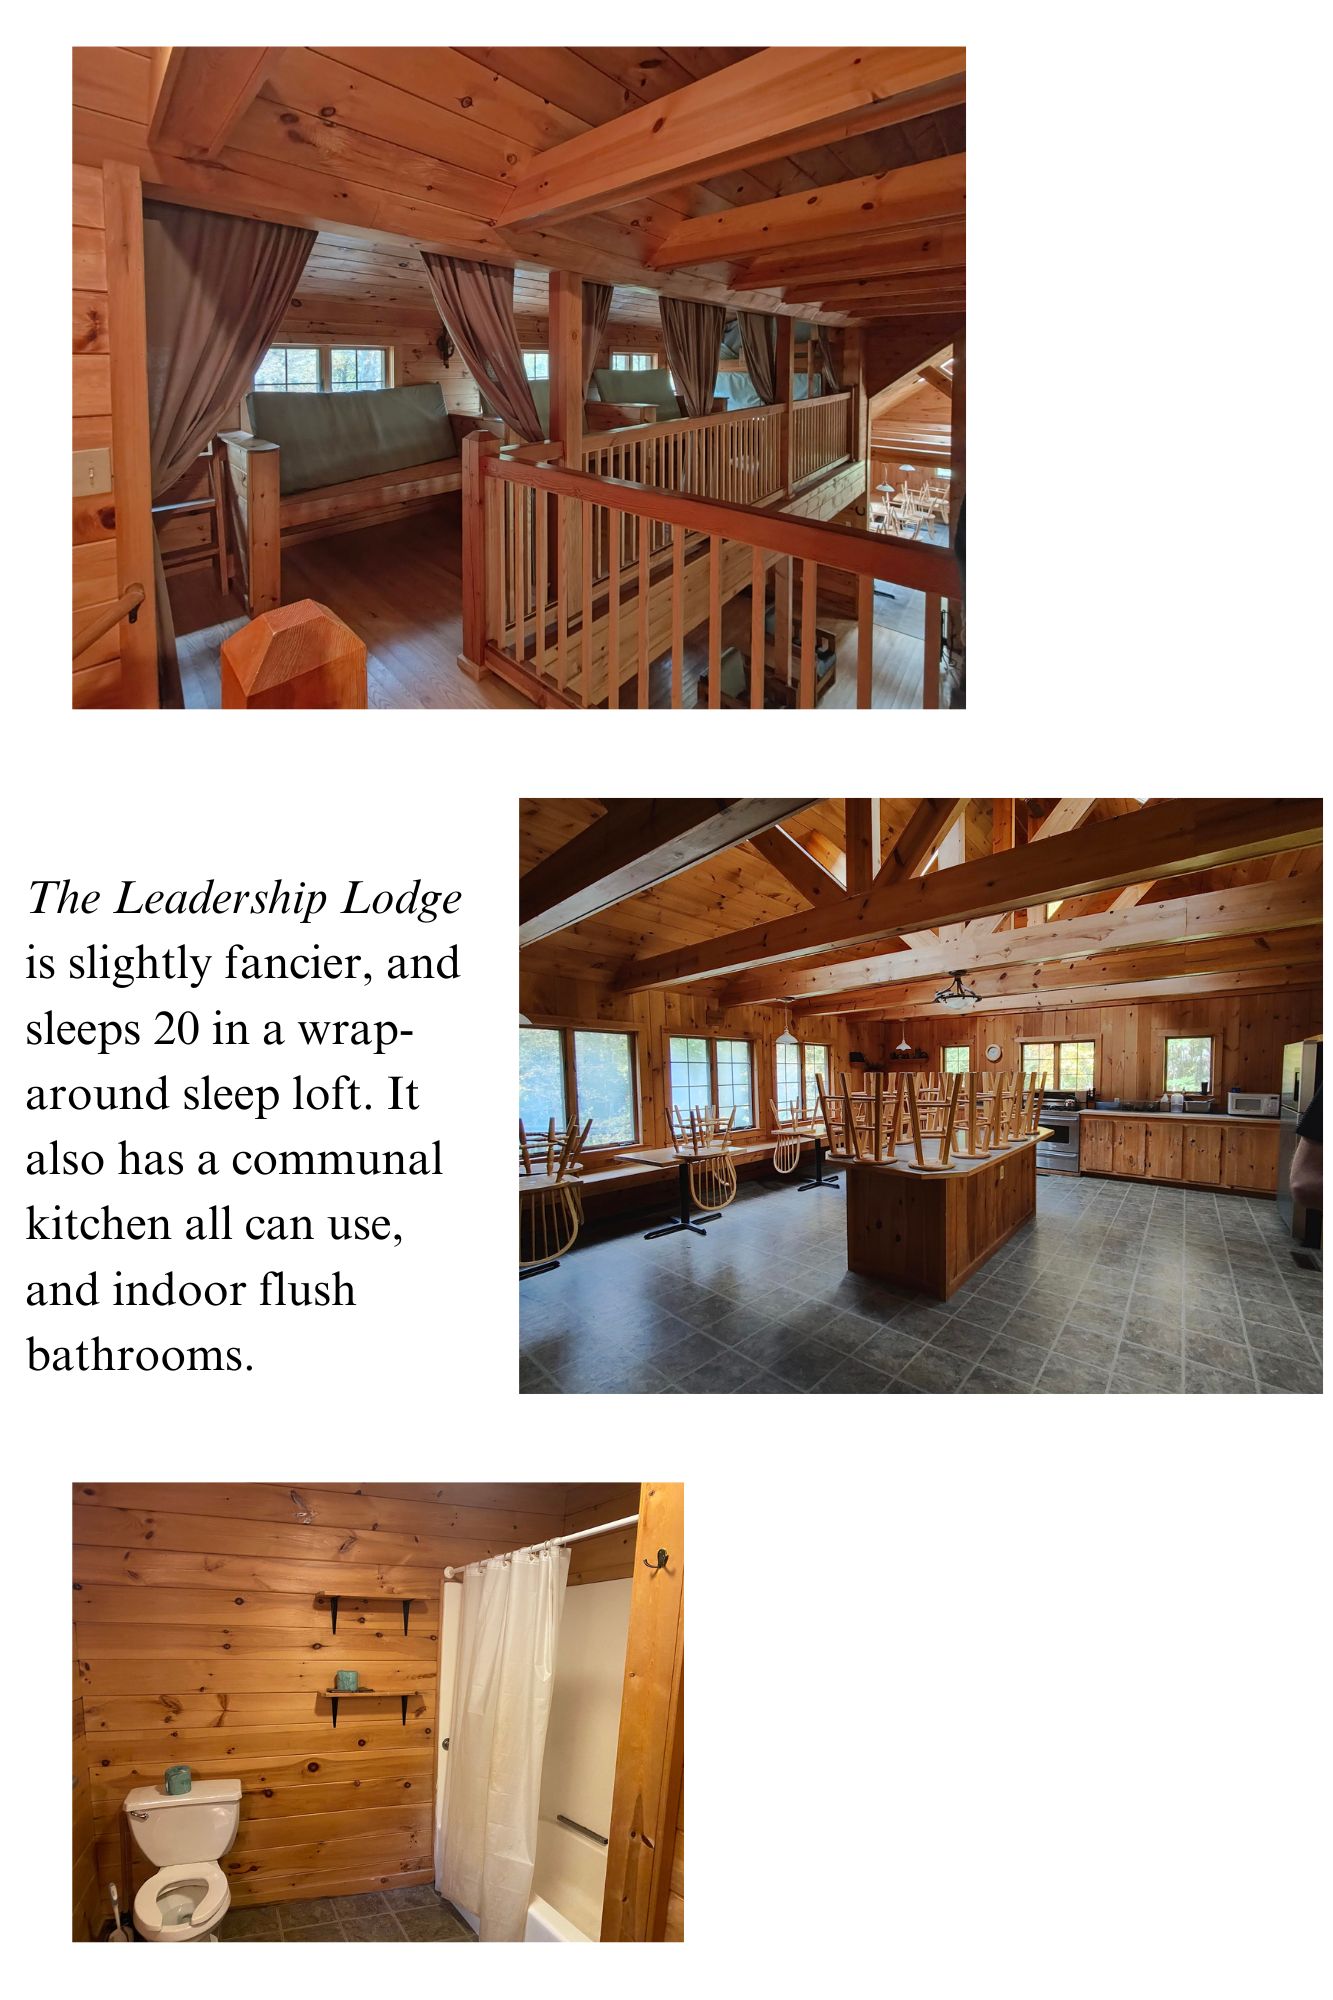 The Leadership Lodge
is slightly fancier, and
sleeps 20 in a wrap-
around sleep loft. It
also has a communal
kitchen all can use,
and indoor flush
bathrooms.